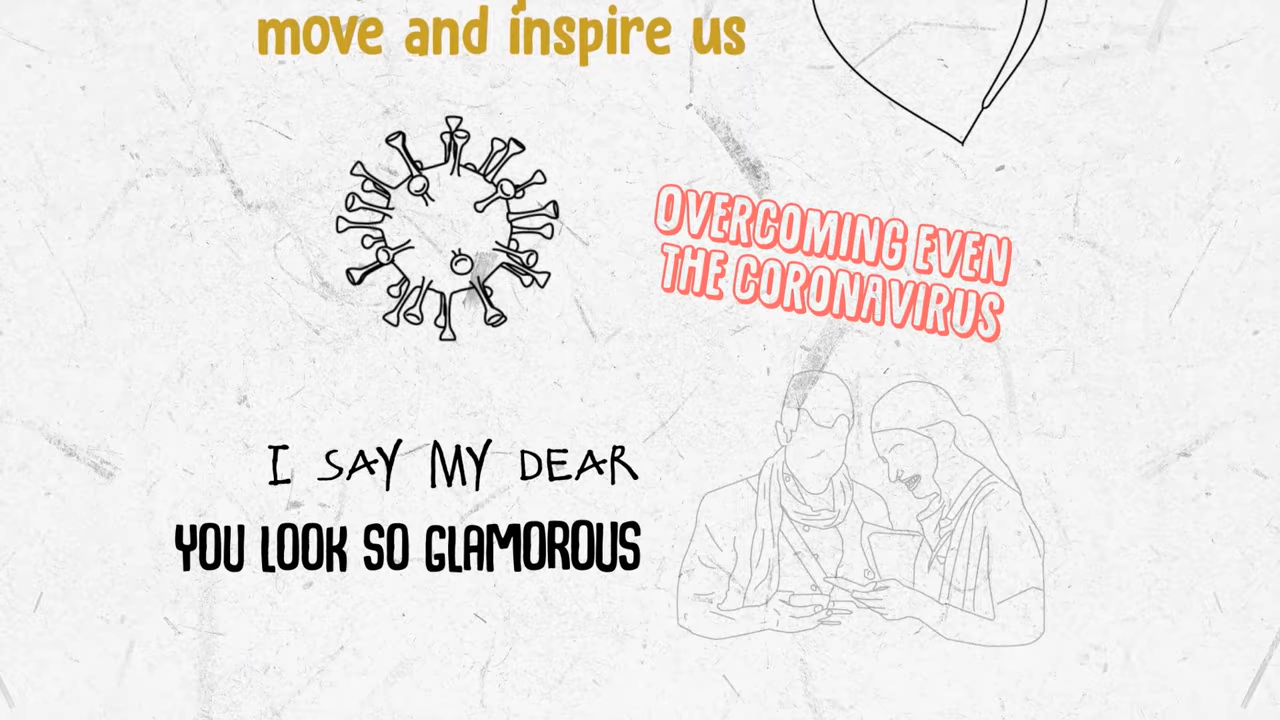 move and inspire us
OVERCOMING EVEN
THE CORONAVIRUS
I SAY MY DEAR
YOU LOOK SO GLAMOROUS